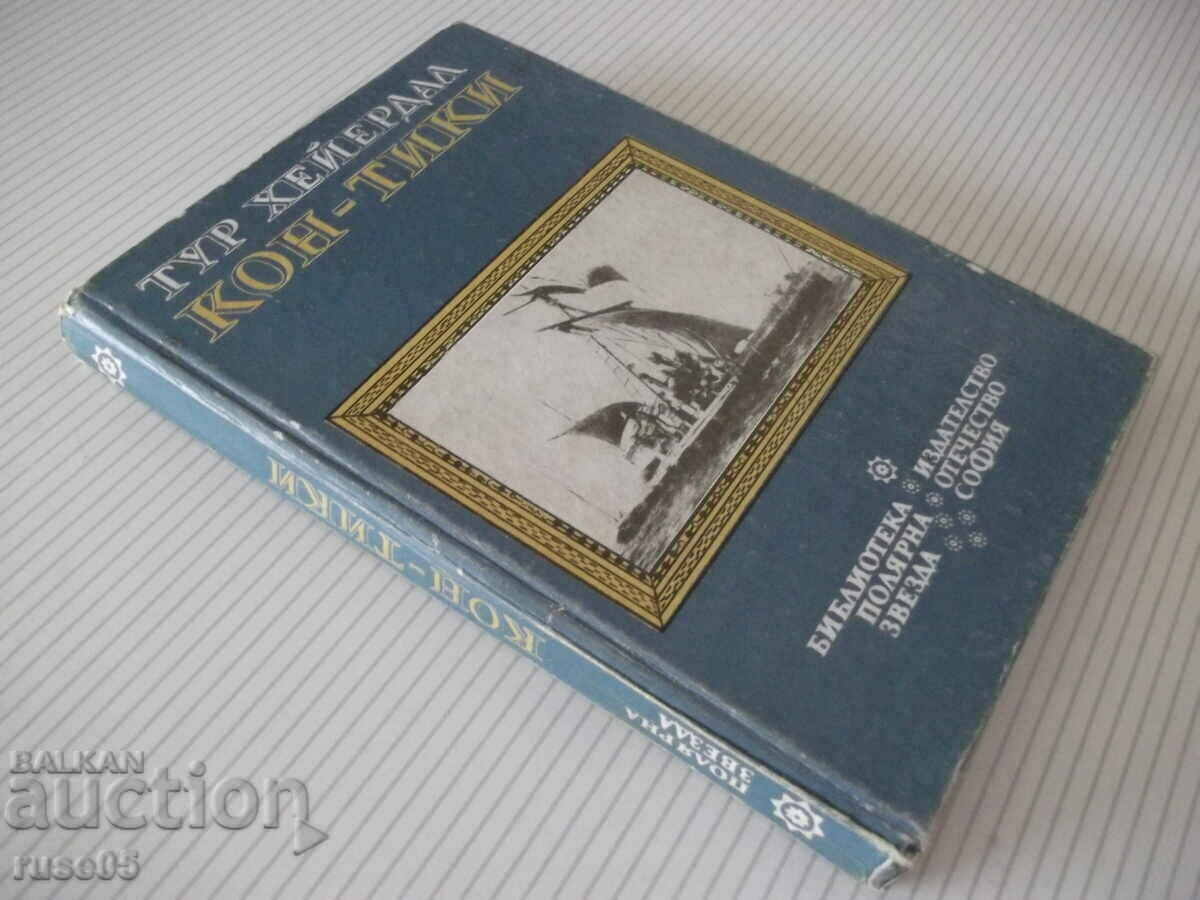 ТУР ХЕЙЕРДАЛ
КОН-ТИКИ
БИБЛИОТЕКА
ПОЛЯРНА
ЗВЕЗДА
ИЗДАТЕЛСТВО
ОТЕЧЕСТВО
СОФИЯ
КОН-ТИКИ
ПОЛЯРНА
ЗВЕЗДА
BALKAN
auction
ruse05